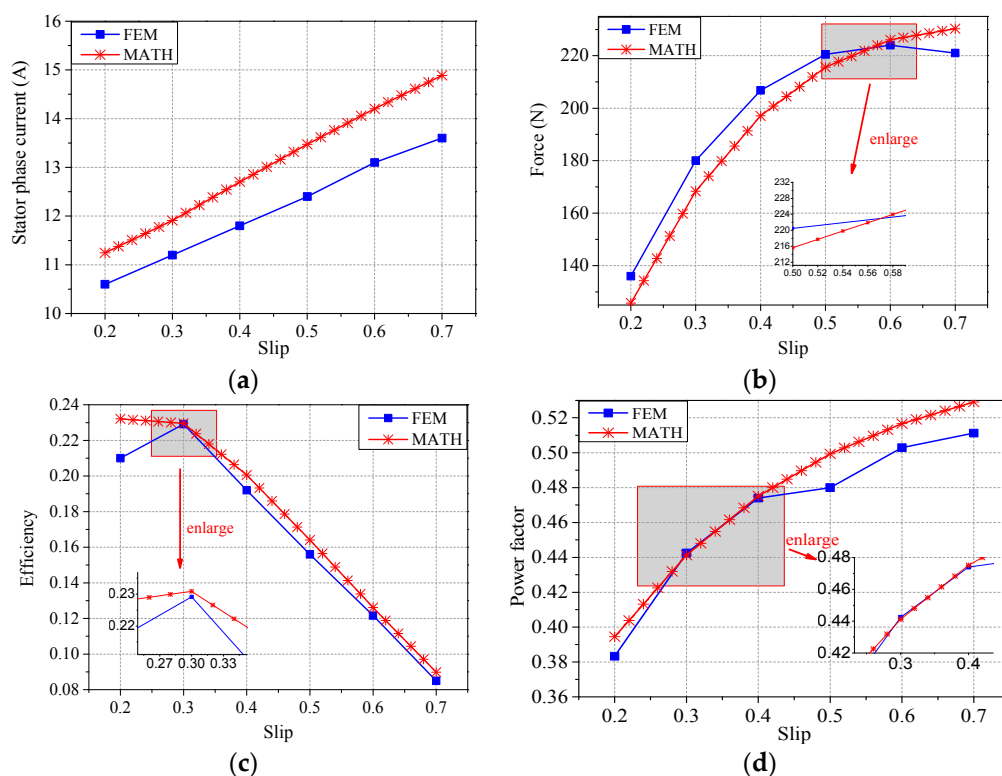 FEM
MATH
Stator phase current (A)
16
15
14
13
12
11
10
0.2 0.3 0.4 0.5 0.6 0.7
Slip
(a)
FEM
MATH
Force (N)
220
200
180
160
140
enlarge
232
228
224
220
216
212
0.50 0.52 0.54 0.56 0.58
0.2 0.3 0.4 0.5 0.6 0.7
Slip
(b)
FEM
MATH
Efficiency
0.24
0.22
0.20
0.18
0.16
0.14
0.12
0.10
0.08
enlarge
0.23
0.22
0.27 0.30 0.33
0.2 0.3 0.4 0.5 0.6 0.7
Slip
(c)
FEM
MATH
Power factor
0.52
0.50
0.48
0.46
0.44
0.42
0.40
0.38
0.36
enlarge
0.48
0.46
0.44
0.42
0.3 0.4
0.2 0.3 0.4 0.5 0.6 0.7
Slip
(d)